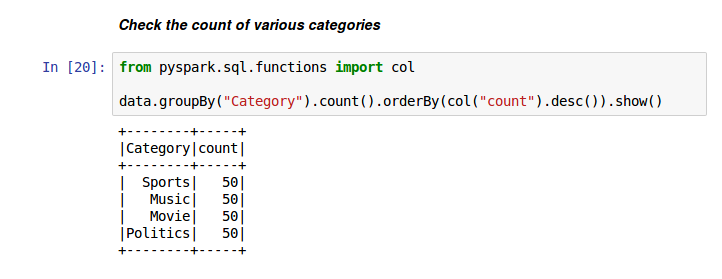 Check the count of various categories
In [20]: from pyspark.sql.functions import col
data.groupBy("Category").count().orderBy(col("count").desc()).show()
+--------+-----+
|Category|count|
+--------+-----+
|  Sports|   50|
|   Music|   50|
|   Movie|   50|
|Politics|   50|
+--------+-----+